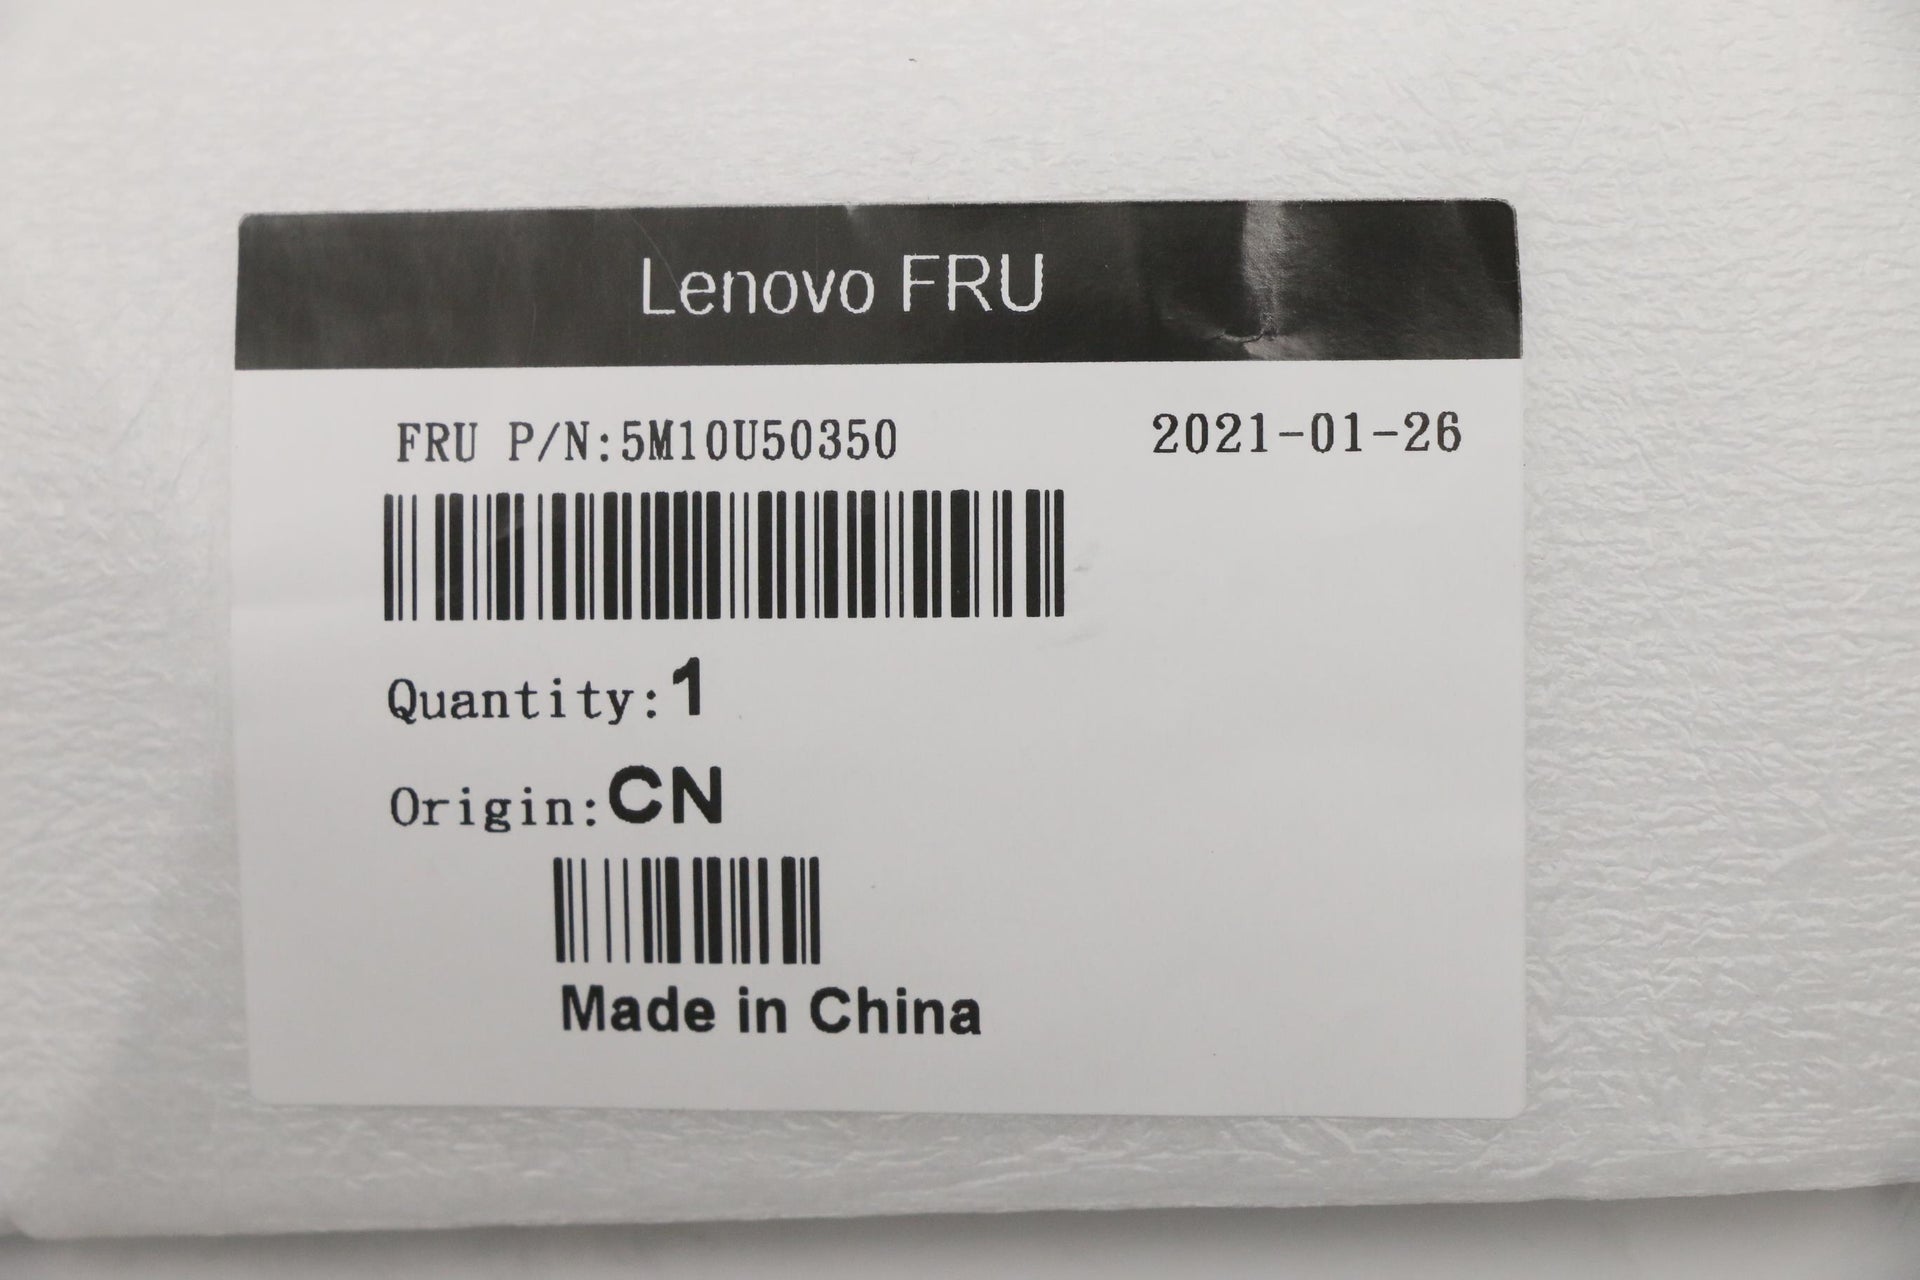 Lenovo FRU
FRU P/N:5M10U50350
2021-01-26
Quantity:1
Origin:CN
Made in China